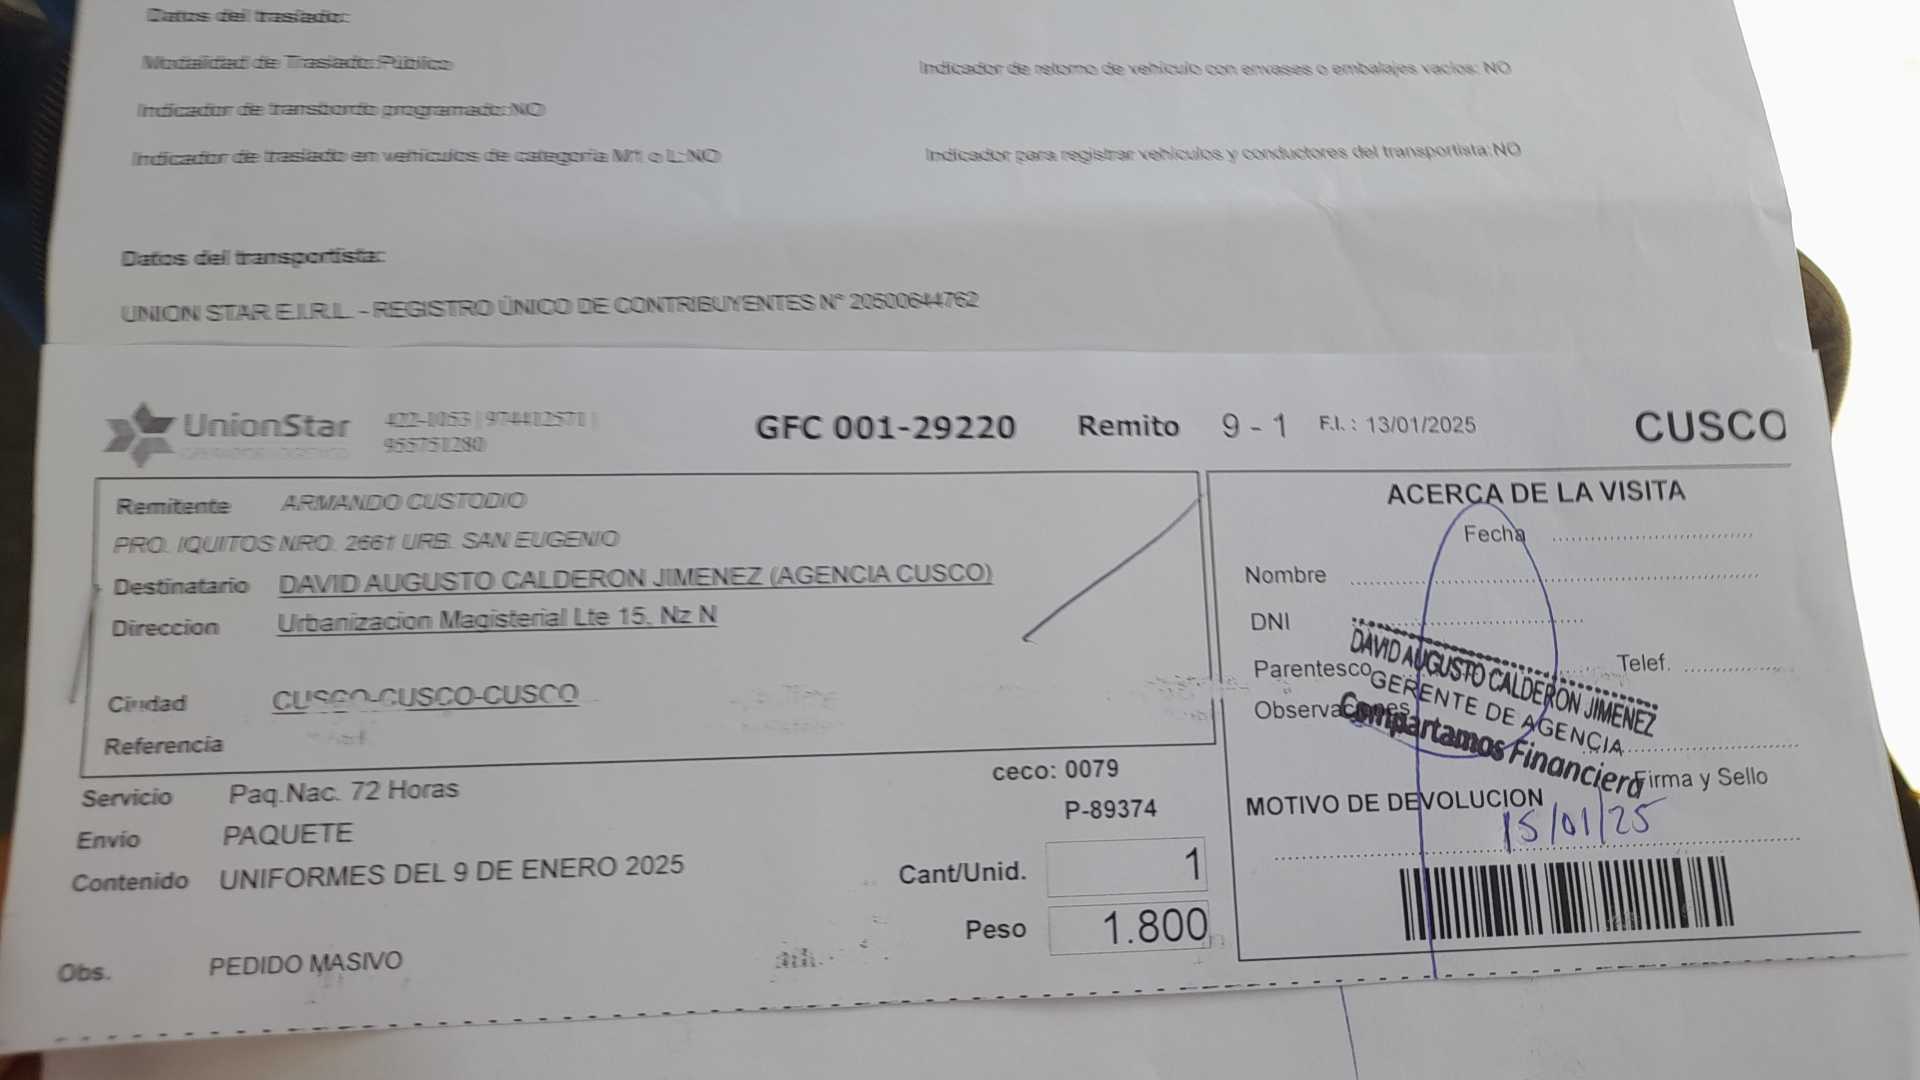 Datos del traslado:
Modalidad de Traslado:Público
Indicador de retorno de vehículo con envases o embalajes vacíos: NO
Indicador de transbordo programado:NO
Indicador de traslado en vehículos de categoría M1 o L:NO
Indicador para registrar vehículos y conductores del transportista:NO
Datos del transportista:
UNION STAR E.I.R.L. - REGISTRO ÚNICO DE CONTRIBUYENTES N° 20600644762
UnionStar
422-1053 | 974412571 |
955751280
GFC 001-29220 Remito 9 - 1 F.I. : 13/01/2025 CUSCO
Remitente ARMANDO CUSTODIO
PRO. IQUITOS NRO. 2661 URB. SAN EUGENIO
Destinatario DAVID AUGUSTO CALDERON JIMENEZ (AGENCIA CUSCO)
Direccion Urbanizacion Magisterial Lte 15. Nz N
Ciudad CUSCO-CUSCO-CUSCO
Referencia
Servicio Paq.Nac. 72 Horas
ceco: 0079
Envío PAQUETE
P-89374
Contenido UNIFORMES DEL 9 DE ENERO 2025
Cant/Unid. 1
Peso 1.800
Obs. PEDIDO MASIVO
ACERCA DE LA VISITA
Fecha
Nombre
DNI
Parentesco
Telef.
Observaciones
DAVID AUGUSTO CALDERON JIMENEZ
GERENTE DE AGENCIA
Compartamos Financiera
Firma y Sello
MOTIVO DE DEVOLUCION
15/01/25